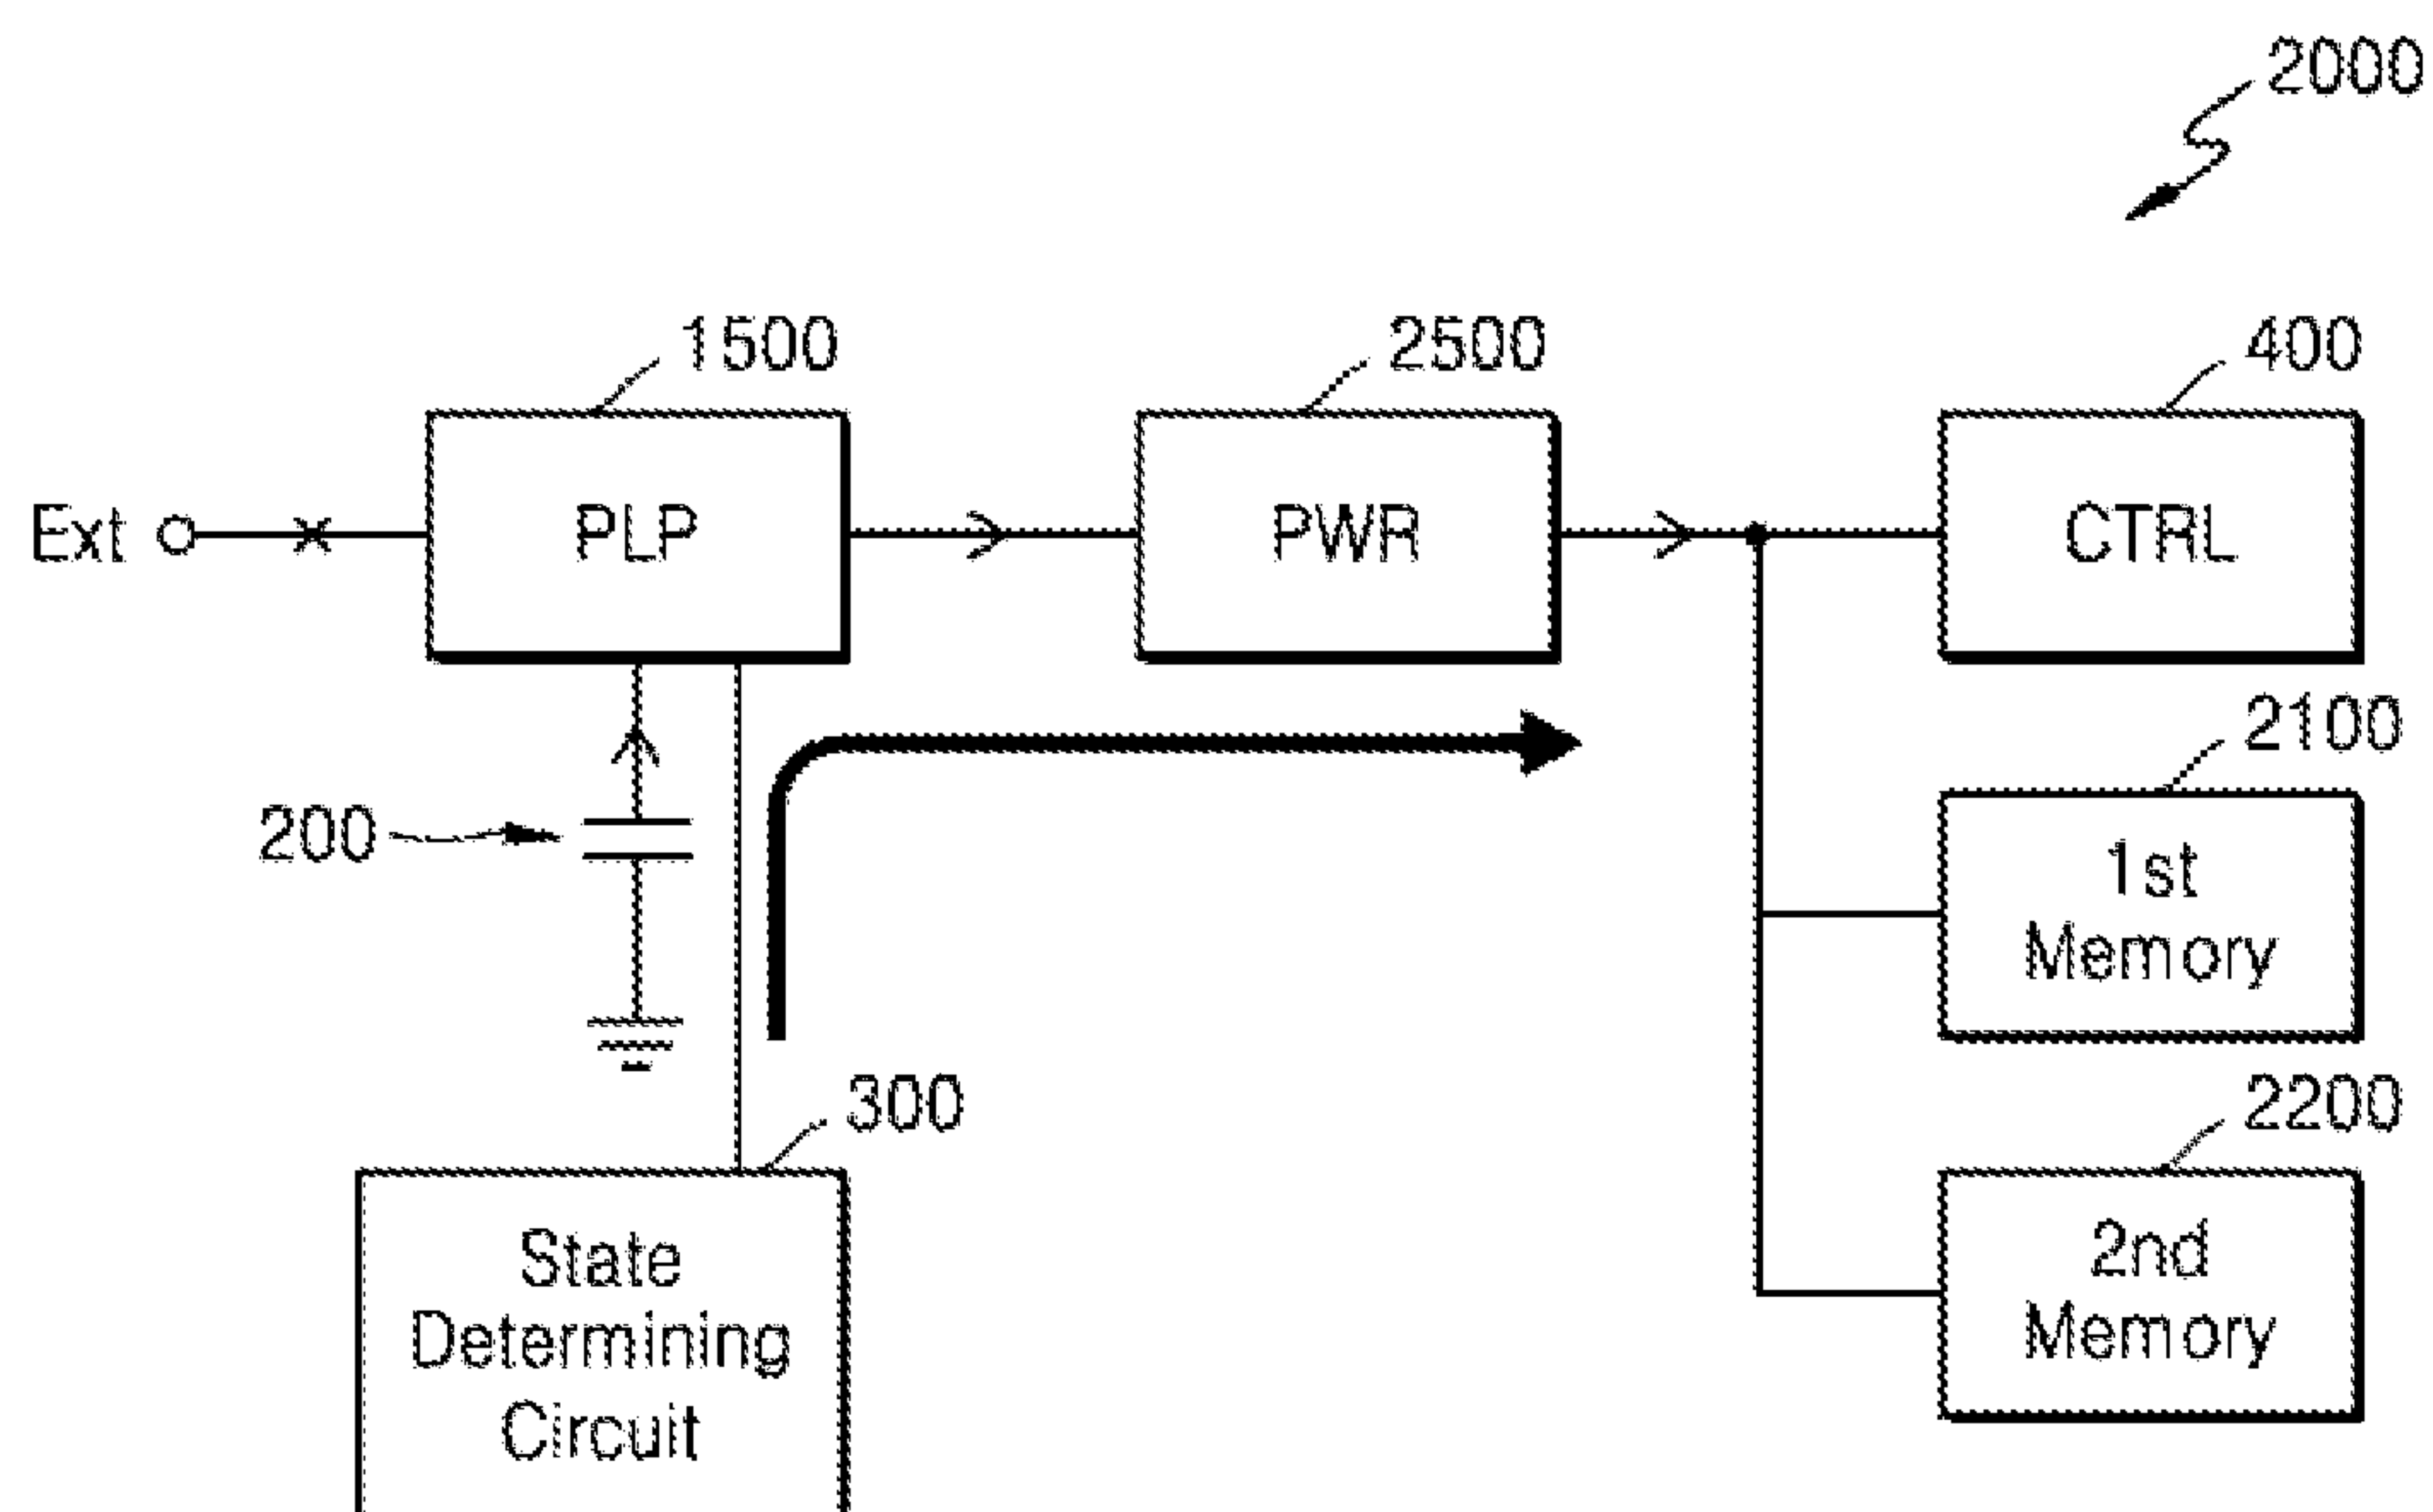 2000
1500
2500
400
Ext
PLP
PWR
CTRL
2100
200
1st
Memory
300
2200
State
Determining
Circuit
2nd
Memory